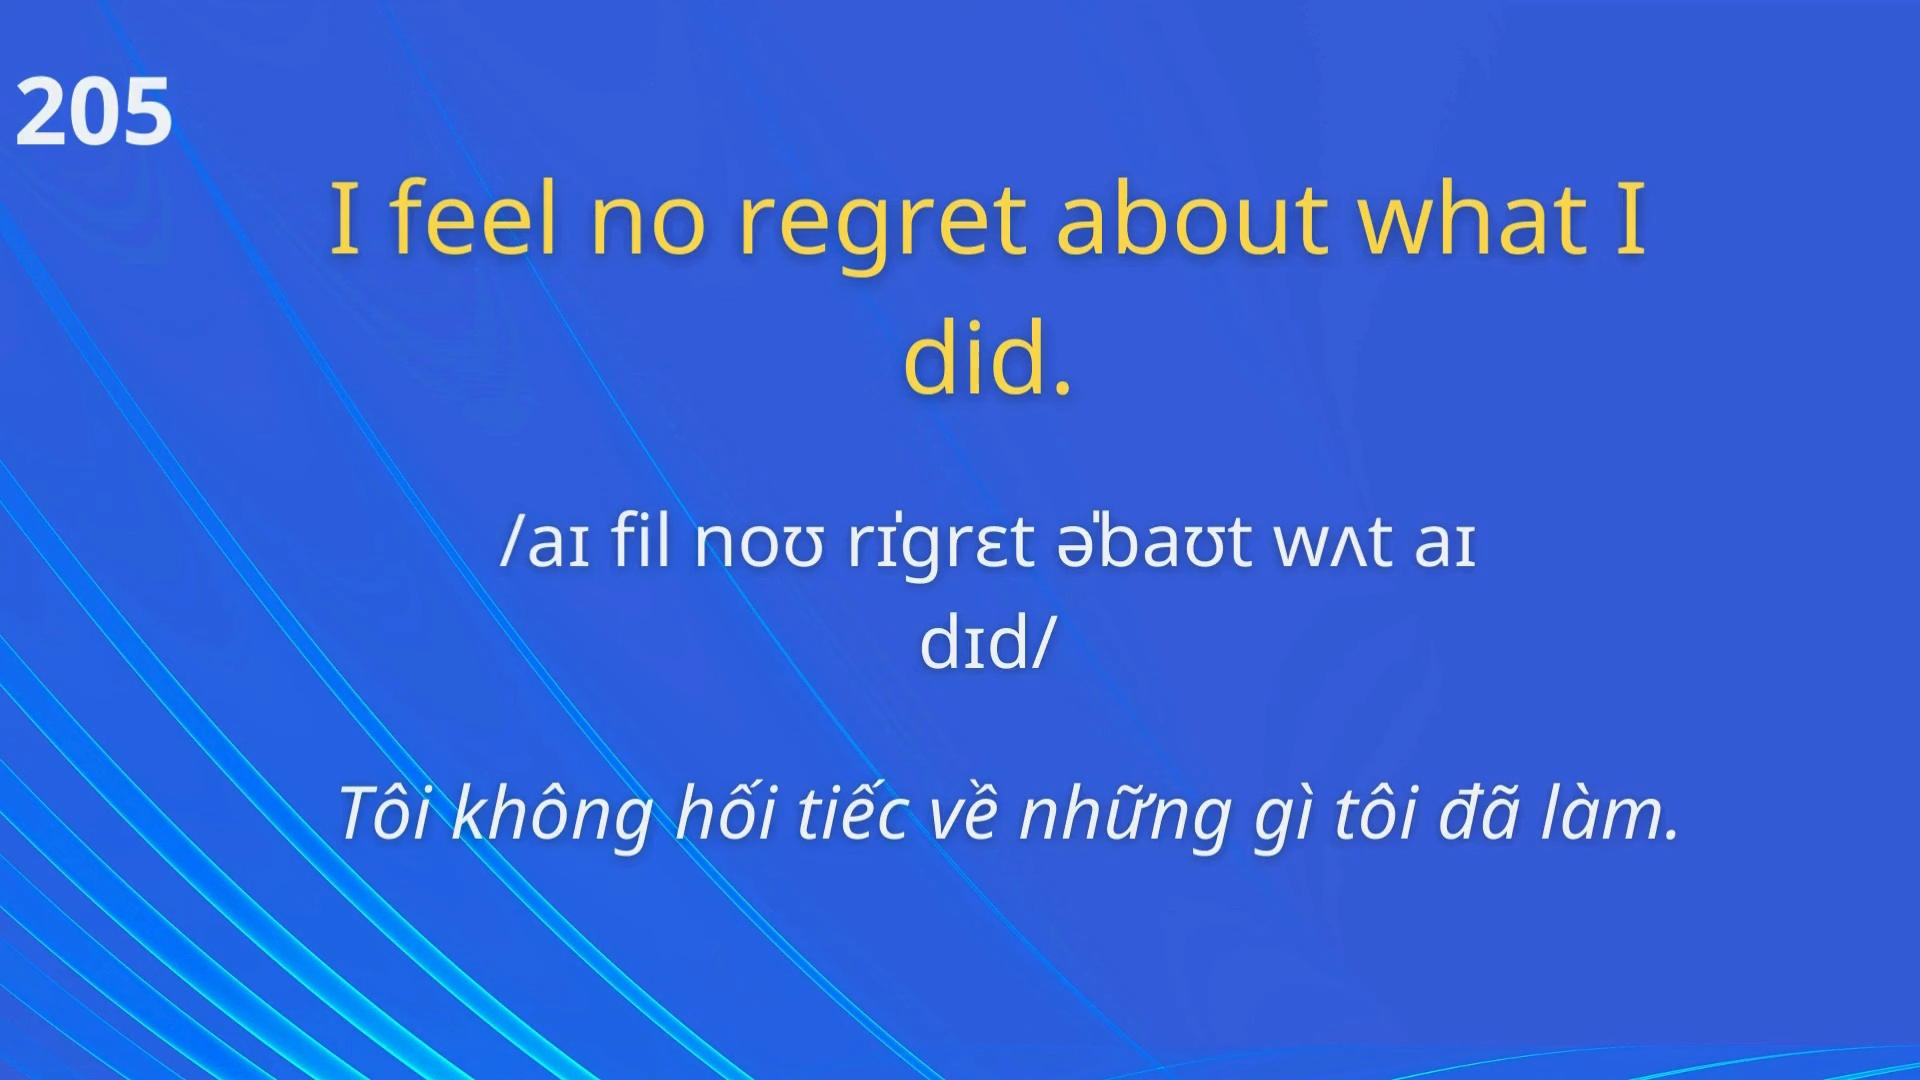 205
I feel no regret about what I
did.
/aɪ fil noʊ rɪˈgrɛt əˈbaʊt wʌt aɪ
dɪd/
Tôi không hối tiếc về những gì tôi đã làm.